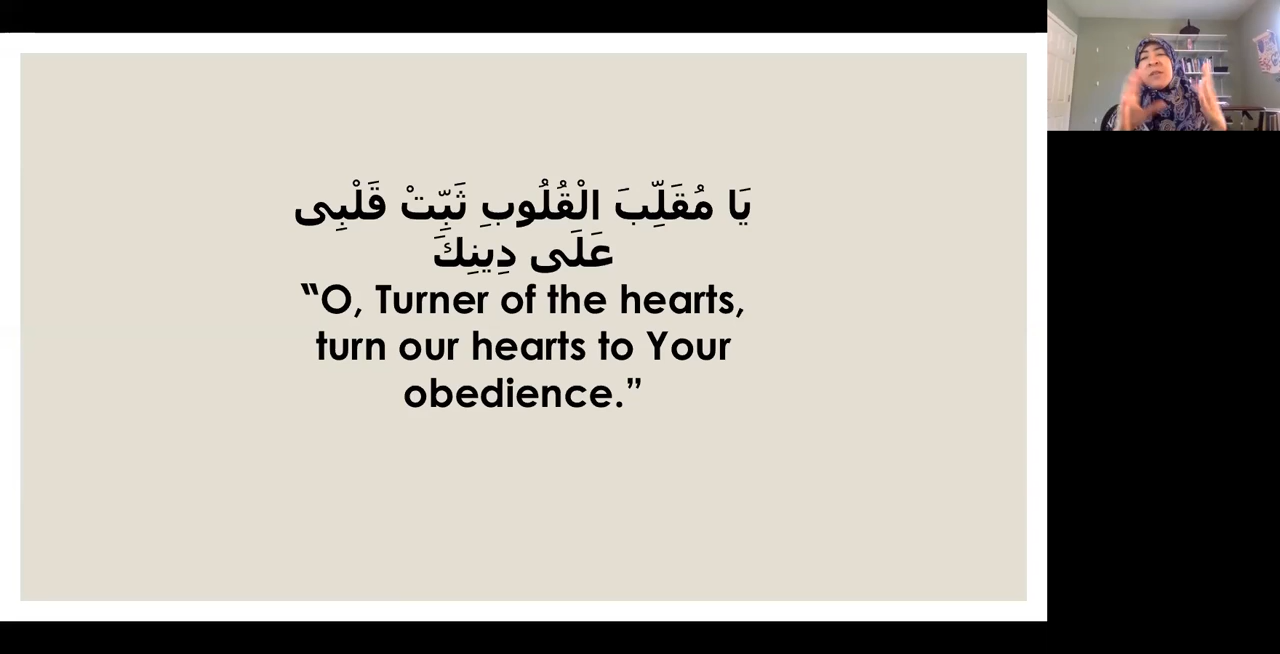 يَا مُقَلِّبَ الْقُلُوبِ ثَبِّتْ قَلْبِى
عَلَى دِينِكَ
“O, Turner of the hearts,
turn our hearts to Your
obedience.”